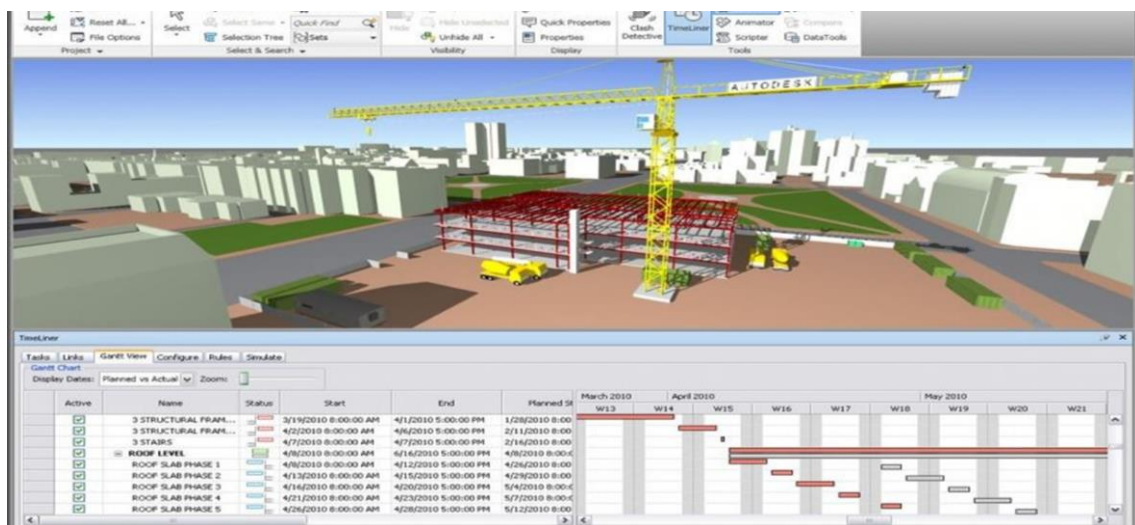 Append
Reset All...
File Options
Project
Select
Select Same
Selection Tree
Quick Find
Sets
Select & Search
Hide
Hide Unselected
Unhide All
Visibility
Quick Properties
Properties
Display
Clash Detective
TimeLiner
Animator
Scripter
Compare
DataTools
Tools
AUTODESK
TimeLiner
Tasks Links Gantt View Configure Rules Simulate
Gantt Chart
Display Dates: Planned vs Actual Zoom:
Active Name Status Start End Planned St
March 2010 April 2010 May 2010
W13 W14 W15 W16 W17 W18 W19 W20 W21
3 STRUCTURAL FRAM... 3/19/2010 8:00:00 AM 4/1/2010 5:00:00 PM 1/28/2010 8:00
3 STRUCTURAL FRAM... 4/2/2010 8:00:00 AM 4/6/2010 5:00:00 PM 2/11/2010 8:00
3 STAIRS 4/7/2010 8:00:00 AM 4/7/2010 5:00:00 PM 2/16/2010 8:00
ROOF LEVEL 4/8/2010 8:00:00 AM 6/16/2010 5:00:00 PM 4/8/2010 8:00:0
ROOF SLAB PHASE 1 4/8/2010 8:00:00 AM 4/12/2010 5:00:00 PM 4/26/2010 8:00
ROOF SLAB PHASE 2 4/13/2010 8:00:00 AM 4/15/2010 5:00:00 PM 4/29/2010 8:00
ROOF SLAB PHASE 3 4/16/2010 8:00:00 AM 4/20/2010 5:00:00 PM 5/4/2010 8:00:0
ROOF SLAB PHASE 4 4/21/2010 8:00:00 AM 4/23/2010 5:00:00 PM 5/7/2010 8:00:0
ROOF SLAB PHASE 5 4/26/2010 8:00:00 AM 4/28/2010 5:00:00 PM 5/12/2010 8:00